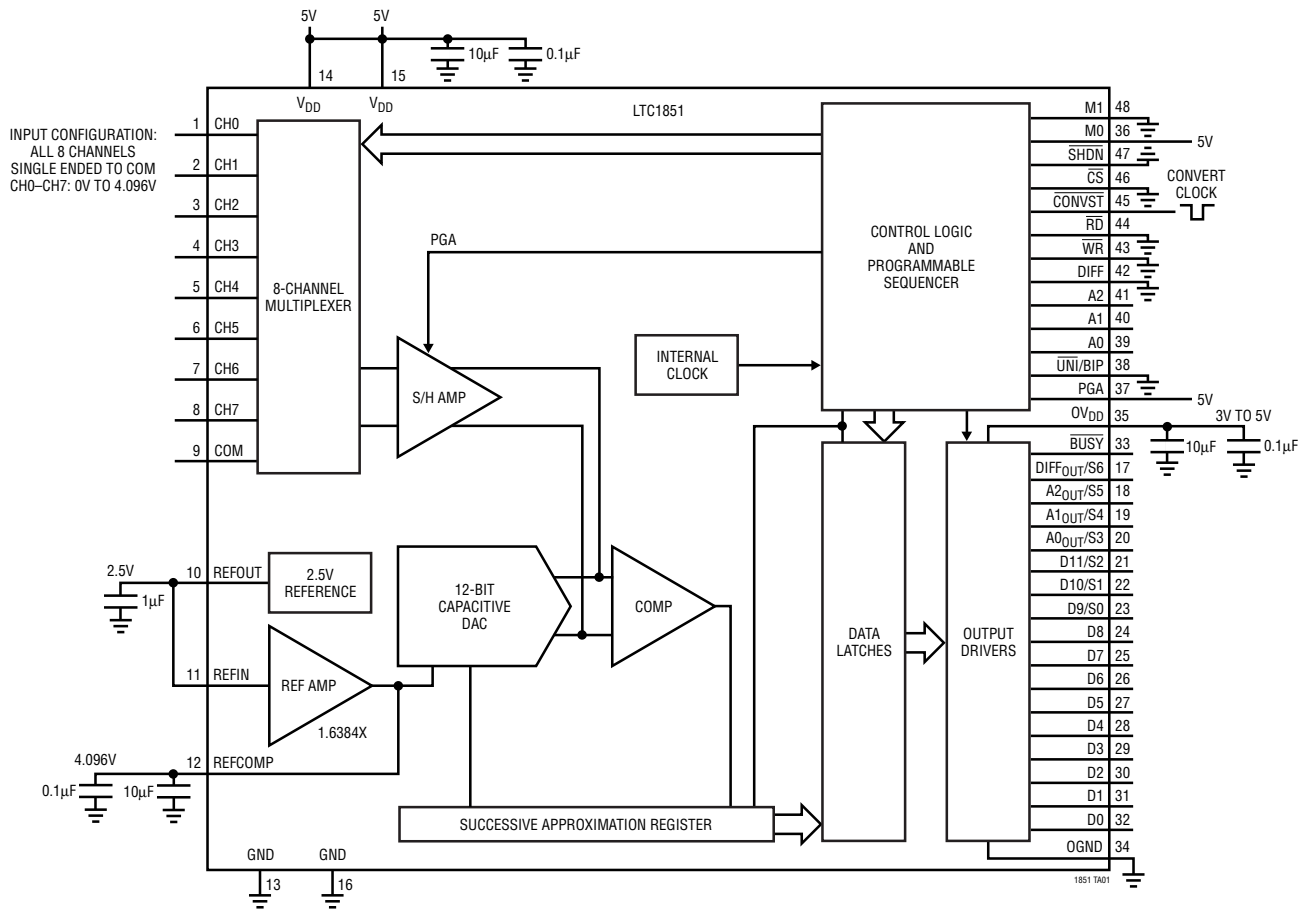 5V
5V
10µF
0.1µF
14
15
VDD
VDD
LTC1851
INPUT CONFIGURATION:
ALL 8 CHANNELS
SINGLE ENDED TO COM
CH0–CH7: 0V TO 4.096V
1 CH0
2 CH1
3 CH2
4 CH3
5 CH4
6 CH5
7 CH6
8 CH7
9 COM
8-CHANNEL
MULTIPLEXER
PGA
S/H AMP
INTERNAL
CLOCK
CONTROL LOGIC
AND
PROGRAMMABLE
SEQUENCER
M1 48
M0 36
5V
SHDN 47
CS 46
CONVST 45
CONVERT
CLOCK
RD 44
WR 43
DIFF 42
A2 41
A1 40
A0 39
UNI/BIP 38
PGA 37
5V
OVDD 35
3V TO 5V
10µF
0.1µF
BUSY 33
DIFFOUT/S6 17
A2OUT/S5 18
A1OUT/S4 19
A0OUT/S3 20
D11/S2 21
D10/S1 22
D9/S0 23
D8 24
D7 25
D6 26
D5 27
D4 28
D3 29
D2 30
D1 31
D0 32
OGND 34
2.5V
1µF
10 REFOUT
2.5V
REFERENCE
12-BIT
CAPACITIVE
DAC
COMP
DATA
LATCHES
OUTPUT
DRIVERS
11 REFIN
REF AMP
1.6384X
4.096V
12 REFCOMP
0.1µF
10µF
SUCCESSIVE APPROXIMATION REGISTER
GND
GND
13
16
1851 TA01